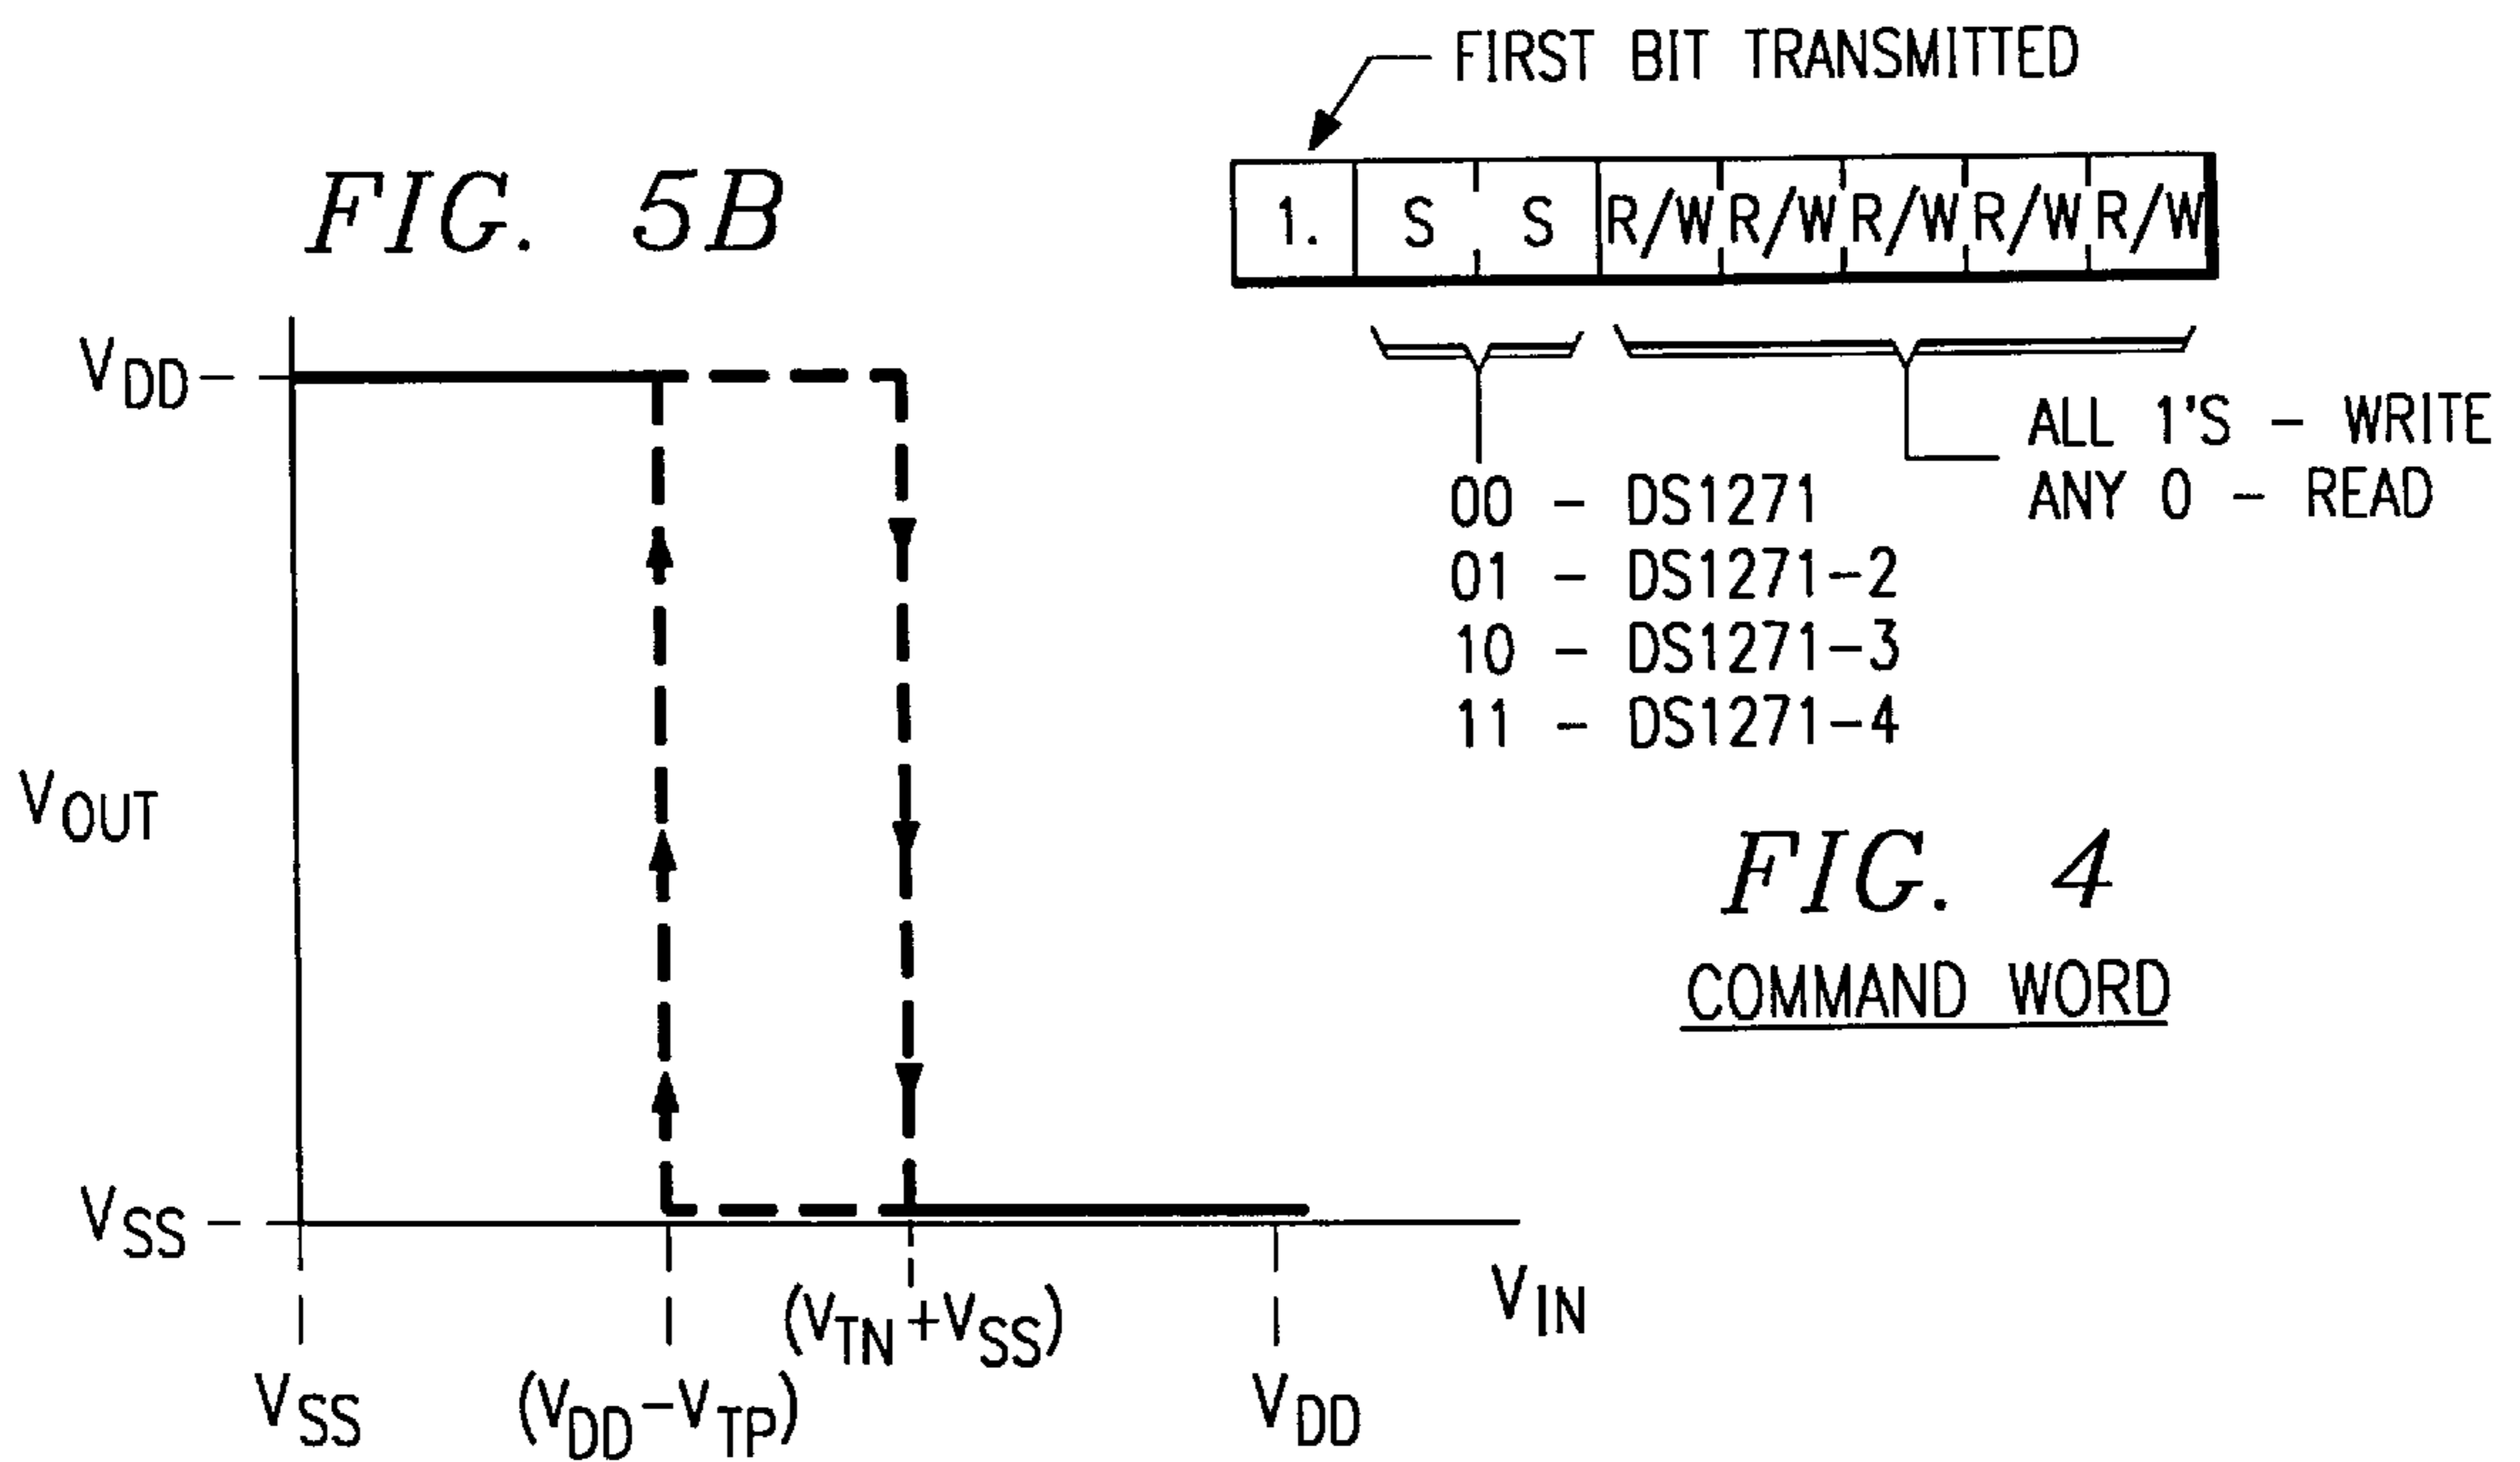 FIRST BIT TRANSMITTED
1. S S R/W R/W R/W R/W R/W
ALL 1'S - WRITE
ANY 0 - READ
00 - DS1271
01 - DS1271-2
10 - DS1271-3
11 - DS1271-4
FIG. 4
COMMAND WORD
FIG. 5B
VDD
VOUT
VSS
VSS
(VDD-VTP)
(VTN+VSS)
VDD
VIN